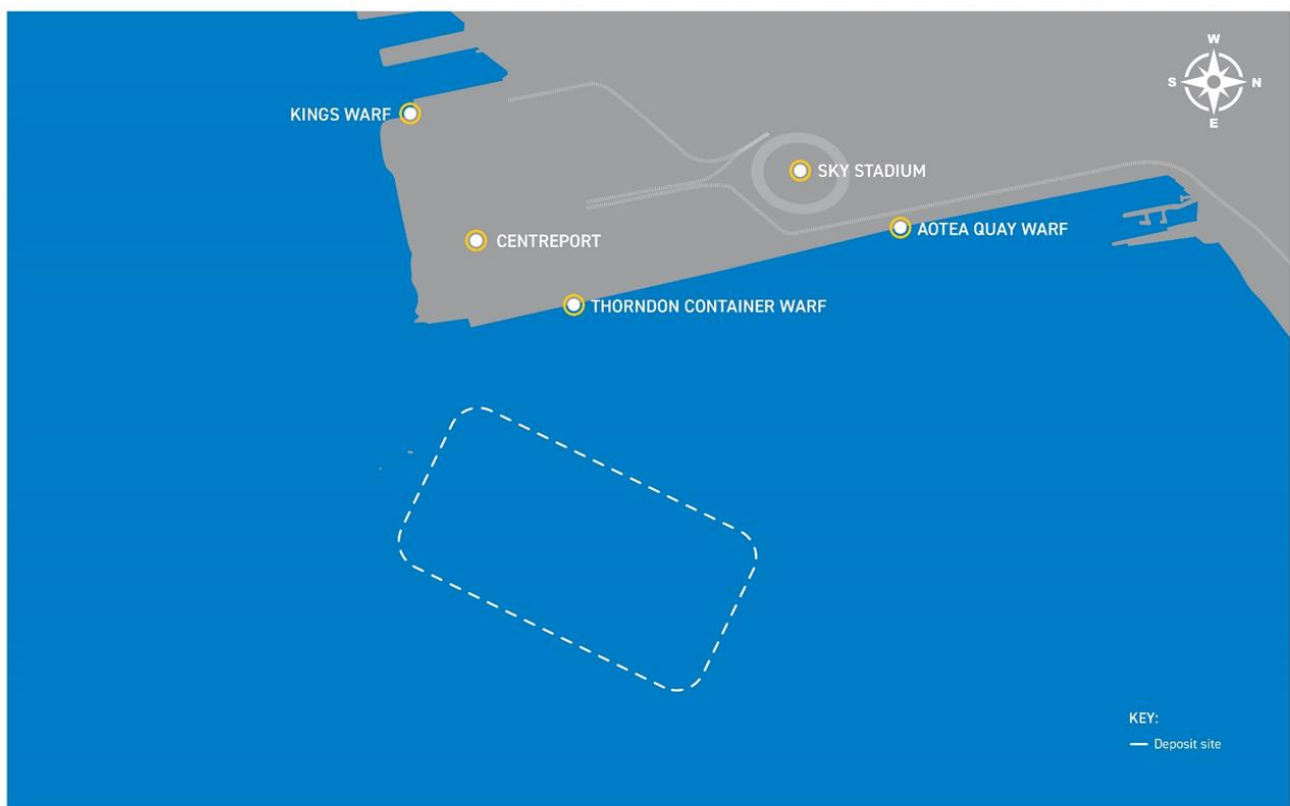 W
S N
E
KINGS WARF
SKY STADIUM
AOTEA QUAY WARF
CENTREPORT
THORNDON CONTAINER WARF
KEY:
Deposit site